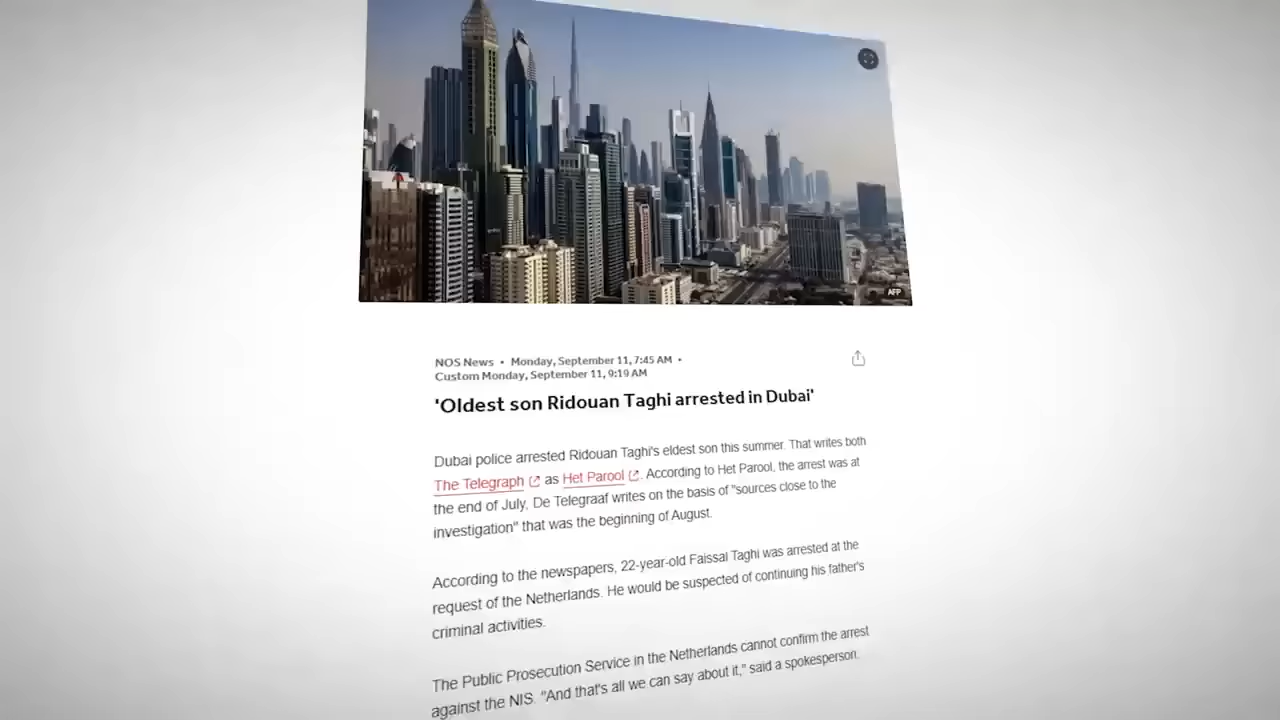 AFP
NOS News • Monday, September 11, 7:45 AM •
Custom Monday, September 11, 9:19 AM
'Oldest son Ridouan Taghi arrested in Dubai'
Dubai police arrested Ridouan Taghi's eldest son this summer. That writes both
The Telegraph as Het Parool. According to Het Parool, the arrest was at
the end of July, De Telegraaf writes on the basis of "sources close to the
investigation" that was the beginning of August.
According to the newspapers, 22-year-old Faissal Taghi was arrested at the
request of the Netherlands. He would be suspected of continuing his father's
criminal activities.
The Public Prosecution Service in the Netherlands cannot confirm the arrest
against the NIS. "And that's all we can say about it," said a spokesperson.